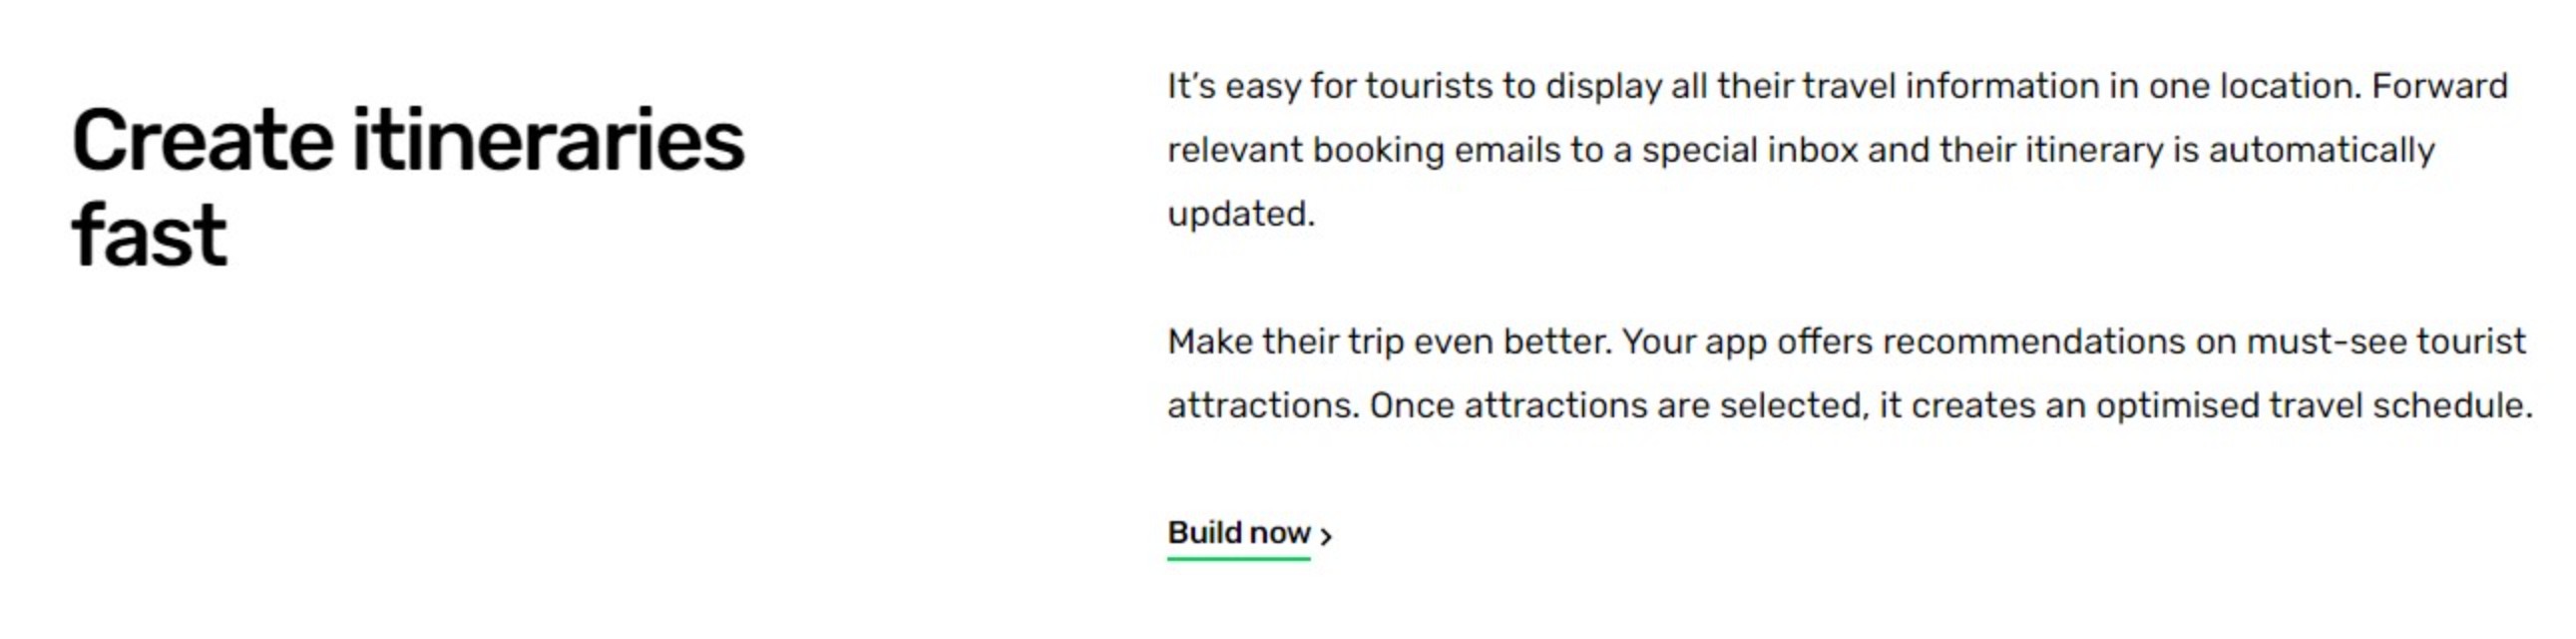 Create itineraries
fast
It’s easy for tourists to display all their travel information in one location. Forward
relevant booking emails to a special inbox and their itinerary is automatically
updated.
Make their trip even better. Your app offers recommendations on must-see tourist
attractions. Once attractions are selected, it creates an optimised travel schedule.
Build now ›